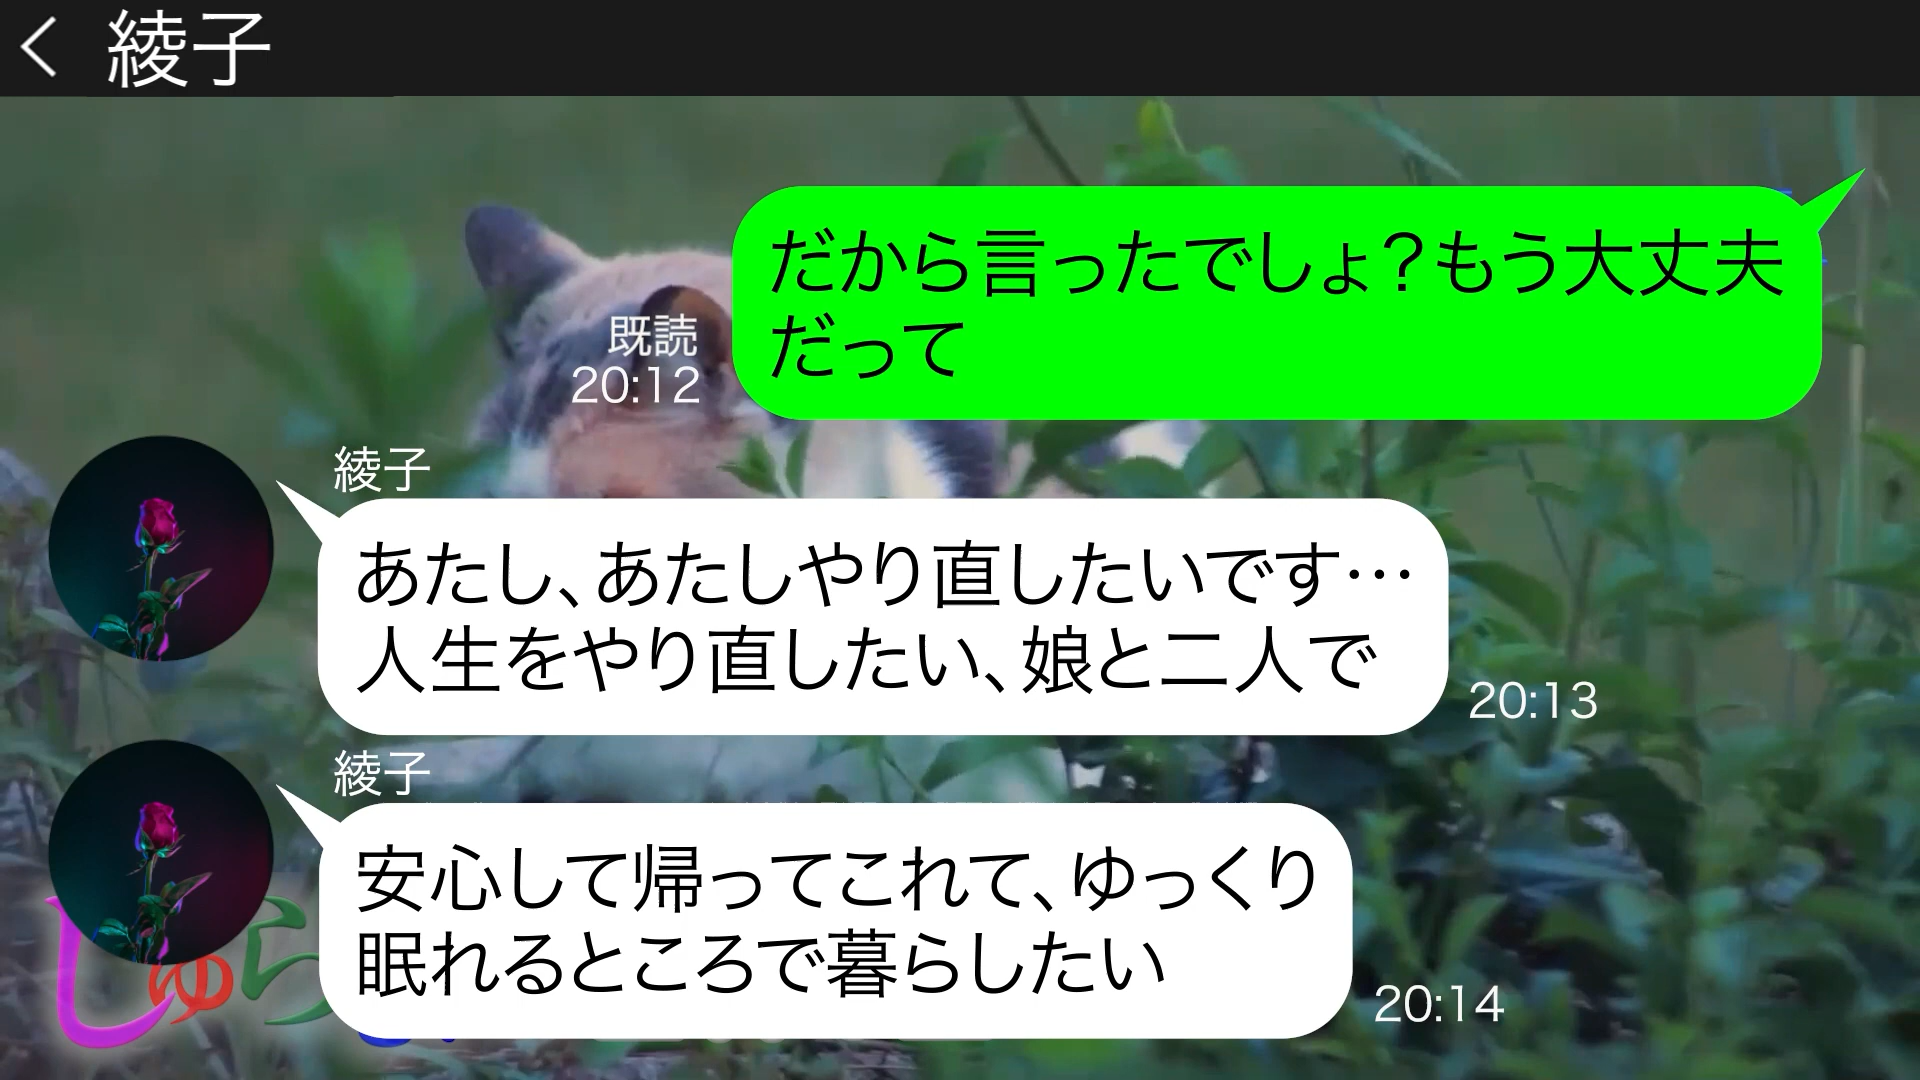 綾子
だから言ったでしょ?もう大丈夫
だって
既読
20:12
綾子
あたし、あたしやり直したいです…
人生をやり直したい、娘と二人で
20:13
綾子
安心して帰ってこれて、ゆっくり
眠れるところで暮らしたい
20:14
しゅら